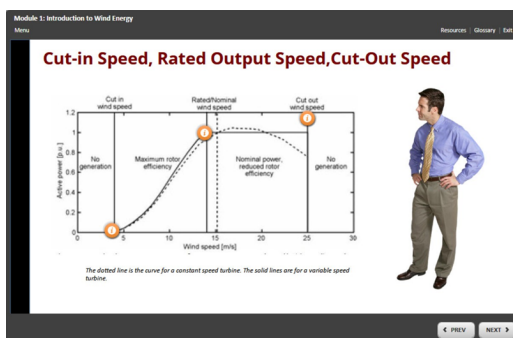 Module 1: Introduction to Wind Energy
Menu
Resources | Glossary | Exit
Cut-in Speed, Rated Output Speed,Cut-Out Speed
Cut in
wind speed
Rated/Nominal
wind speed
Cut out
wind speed
1.2
1
0.8
0.6
0.4
0.2
0
Active power [p.u.]
No
generation
Maximum rotor
efficiency
Nominal power,
reduced rotor
efficiency
No
generation
i
i
i
5
10
15
20
25
30
Wind speed [m/s]
The dotted line is the curve for a constant speed turbine. The solid lines are for a variable speed
turbine.
PREV
NEXT